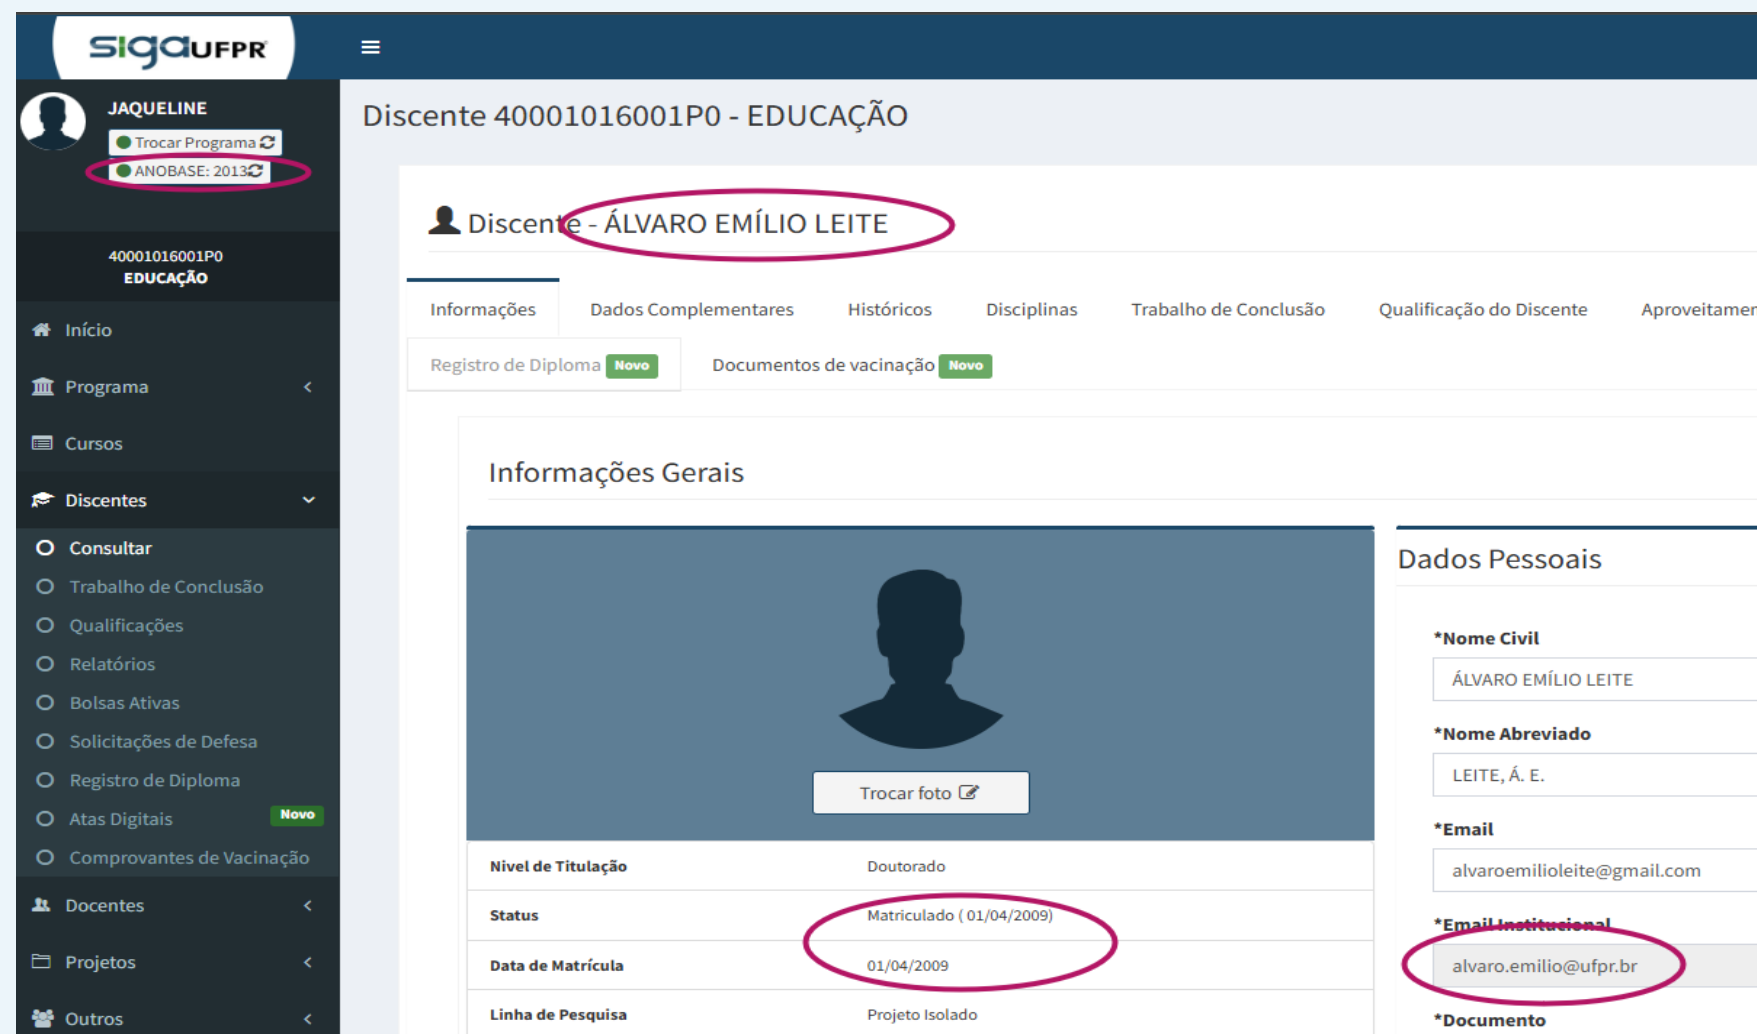 sigaUFPR
JAQUELINE
Trocar Programa
ANOBASE: 2013
40001016001P0
EDUCAÇÃO
Início
Programa
Cursos
Discentes
Consultar
Trabalho de Conclusão
Qualificações
Relatórios
Bolsas Ativas
Solicitações de Defesa
Registro de Diploma
Atas Digitais Novo
Comprovantes de Vacinação
Docentes
Projetos
Outros
Discente 40001016001P0 - EDUCAÇÃO
Discente - ÁLVARO EMÍLIO LEITE
Informações Dados Complementares Históricos Disciplinas Trabalho de Conclusão Qualificação do Discente Aproveitamen
Registro de Diploma Novo Documentos de vacinação Novo
Informações Gerais
Trocar foto
Nivel de Titulação Doutorado
Status Matriculado ( 01/04/2009)
Data de Matrícula 01/04/2009
Linha de Pesquisa Projeto Isolado
Dados Pessoais
*Nome Civil
ÁLVARO EMÍLIO LEITE
*Nome Abreviado
LEITE, Á. E.
*Email
alvaroemilioleite@gmail.com
*Email Institucional
alvaro.emilio@ufpr.br
*Documento